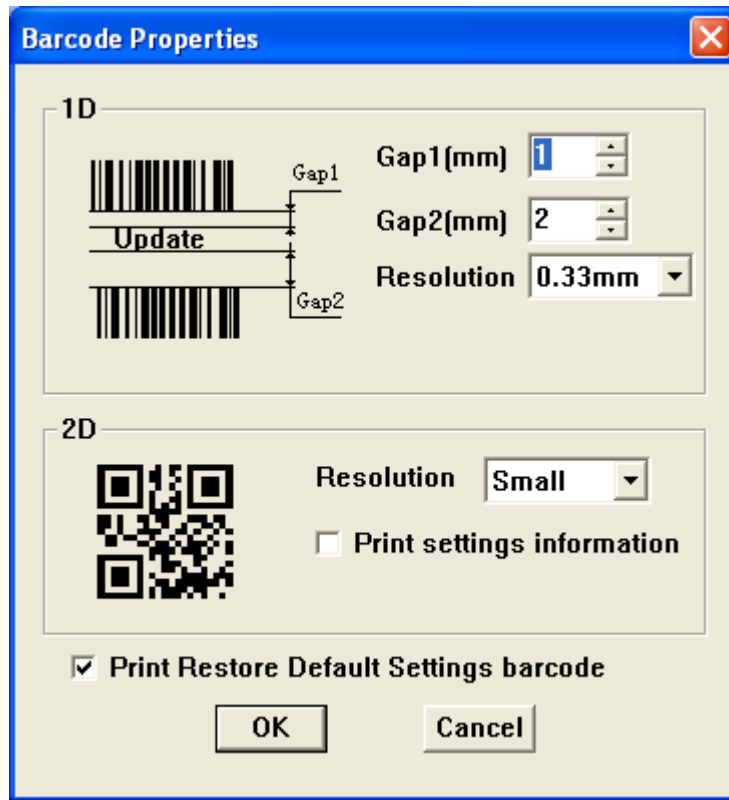 Barcode Properties
1D
Gap1
Update
Gap2
Gap1(mm) 1
Gap2(mm) 2
Resolution 0.33mm
2D
Resolution Small
Print settings information
Print Restore Default Settings barcode
OK Cancel